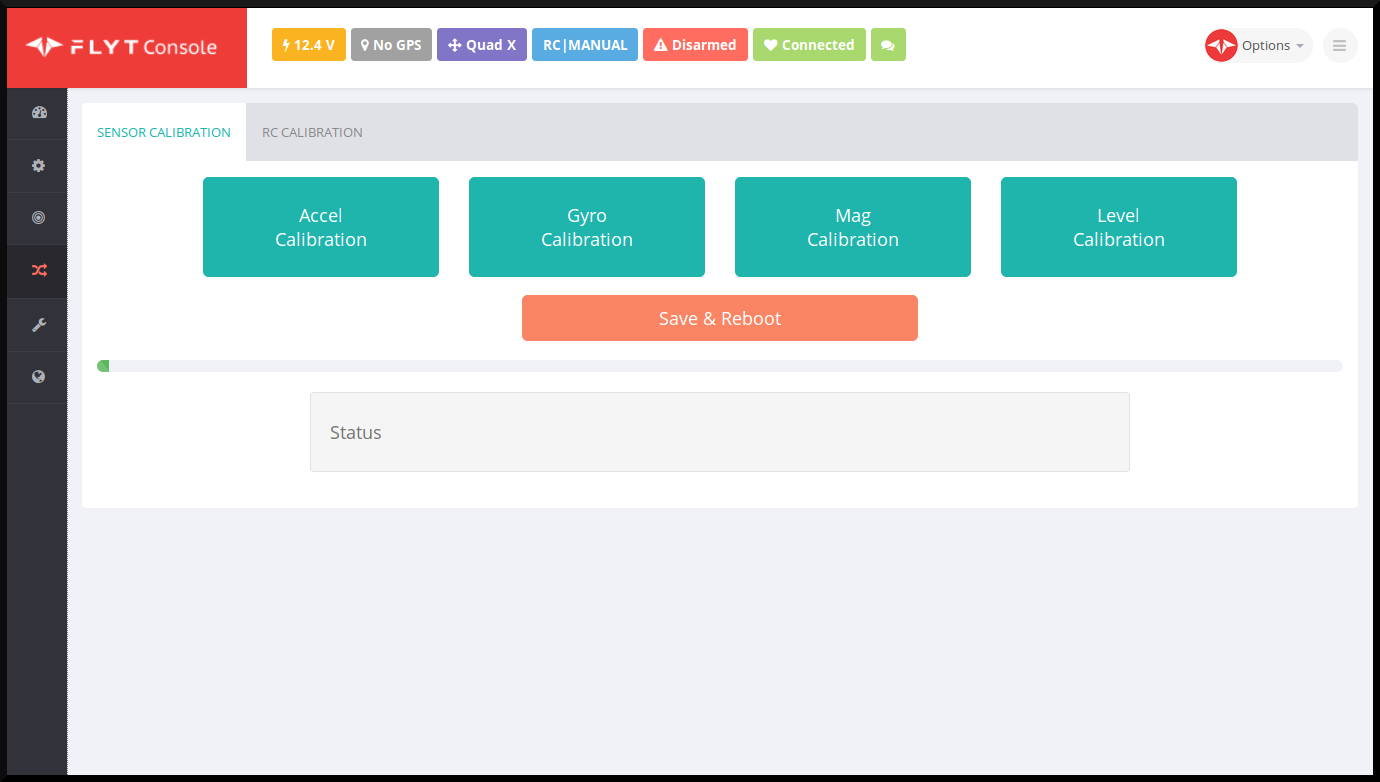 FLYT Console
12.4 V
No GPS
Quad X
RC|MANUAL
Disarmed
Connected
Options
SENSOR CALIBRATION
RC CALIBRATION
Accel
Calibration
Gyro
Calibration
Mag
Calibration
Level
Calibration
Save & Reboot
Status